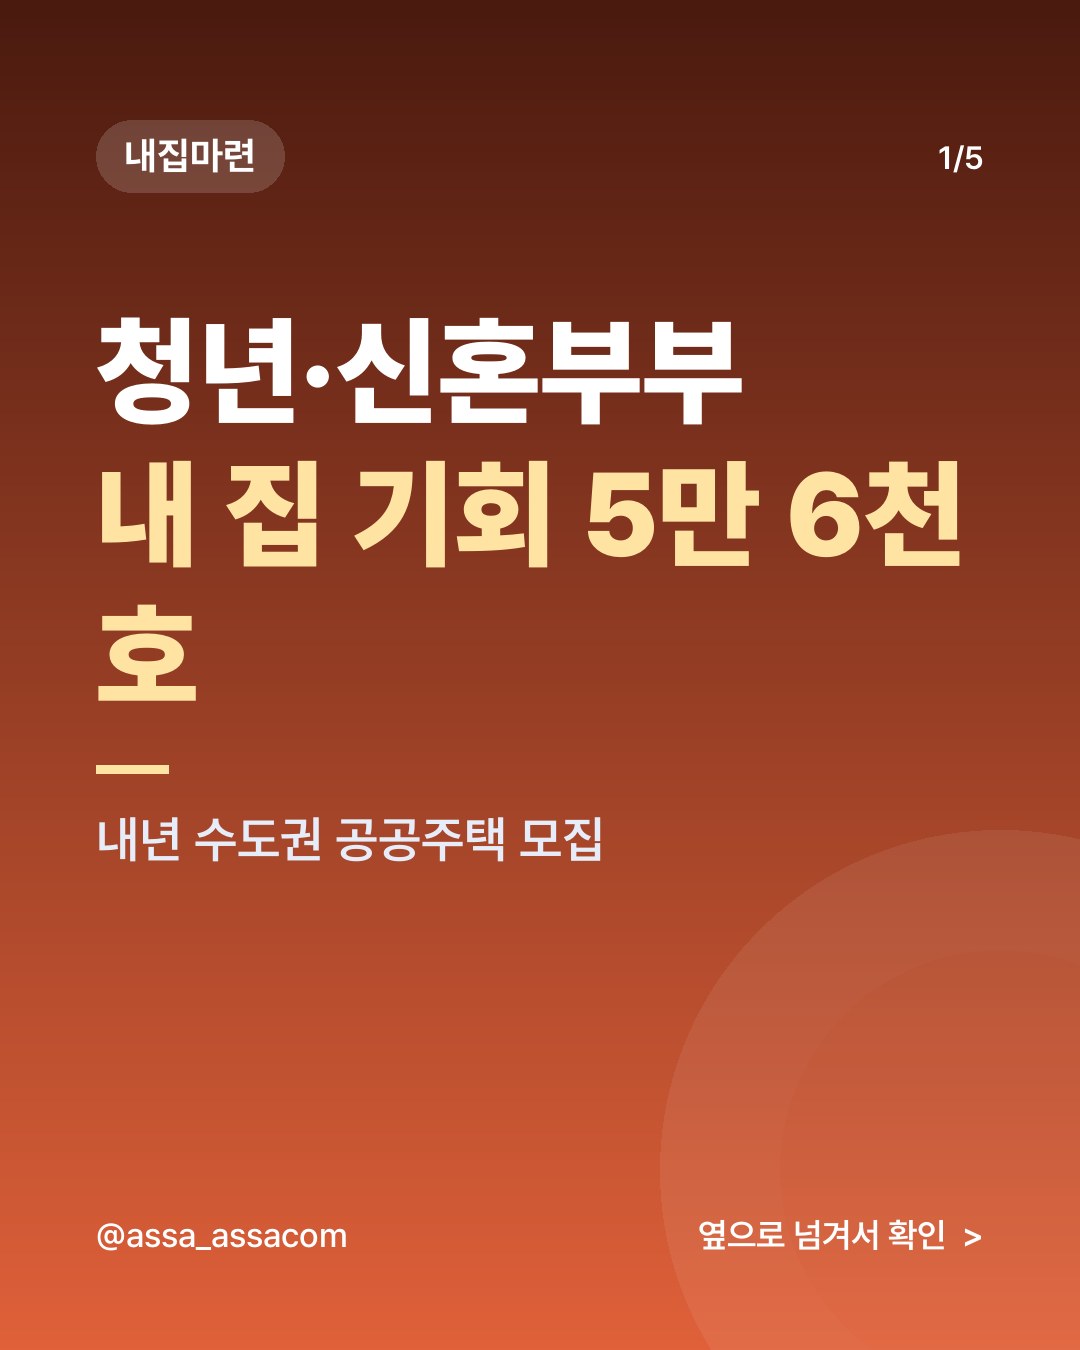 내집마련
1/5
청년·신혼부부
내 집 기회 5만 6천
호
내년 수도권 공공주택 모집
@assa_assacom
옆으로 넘겨서 확인 >